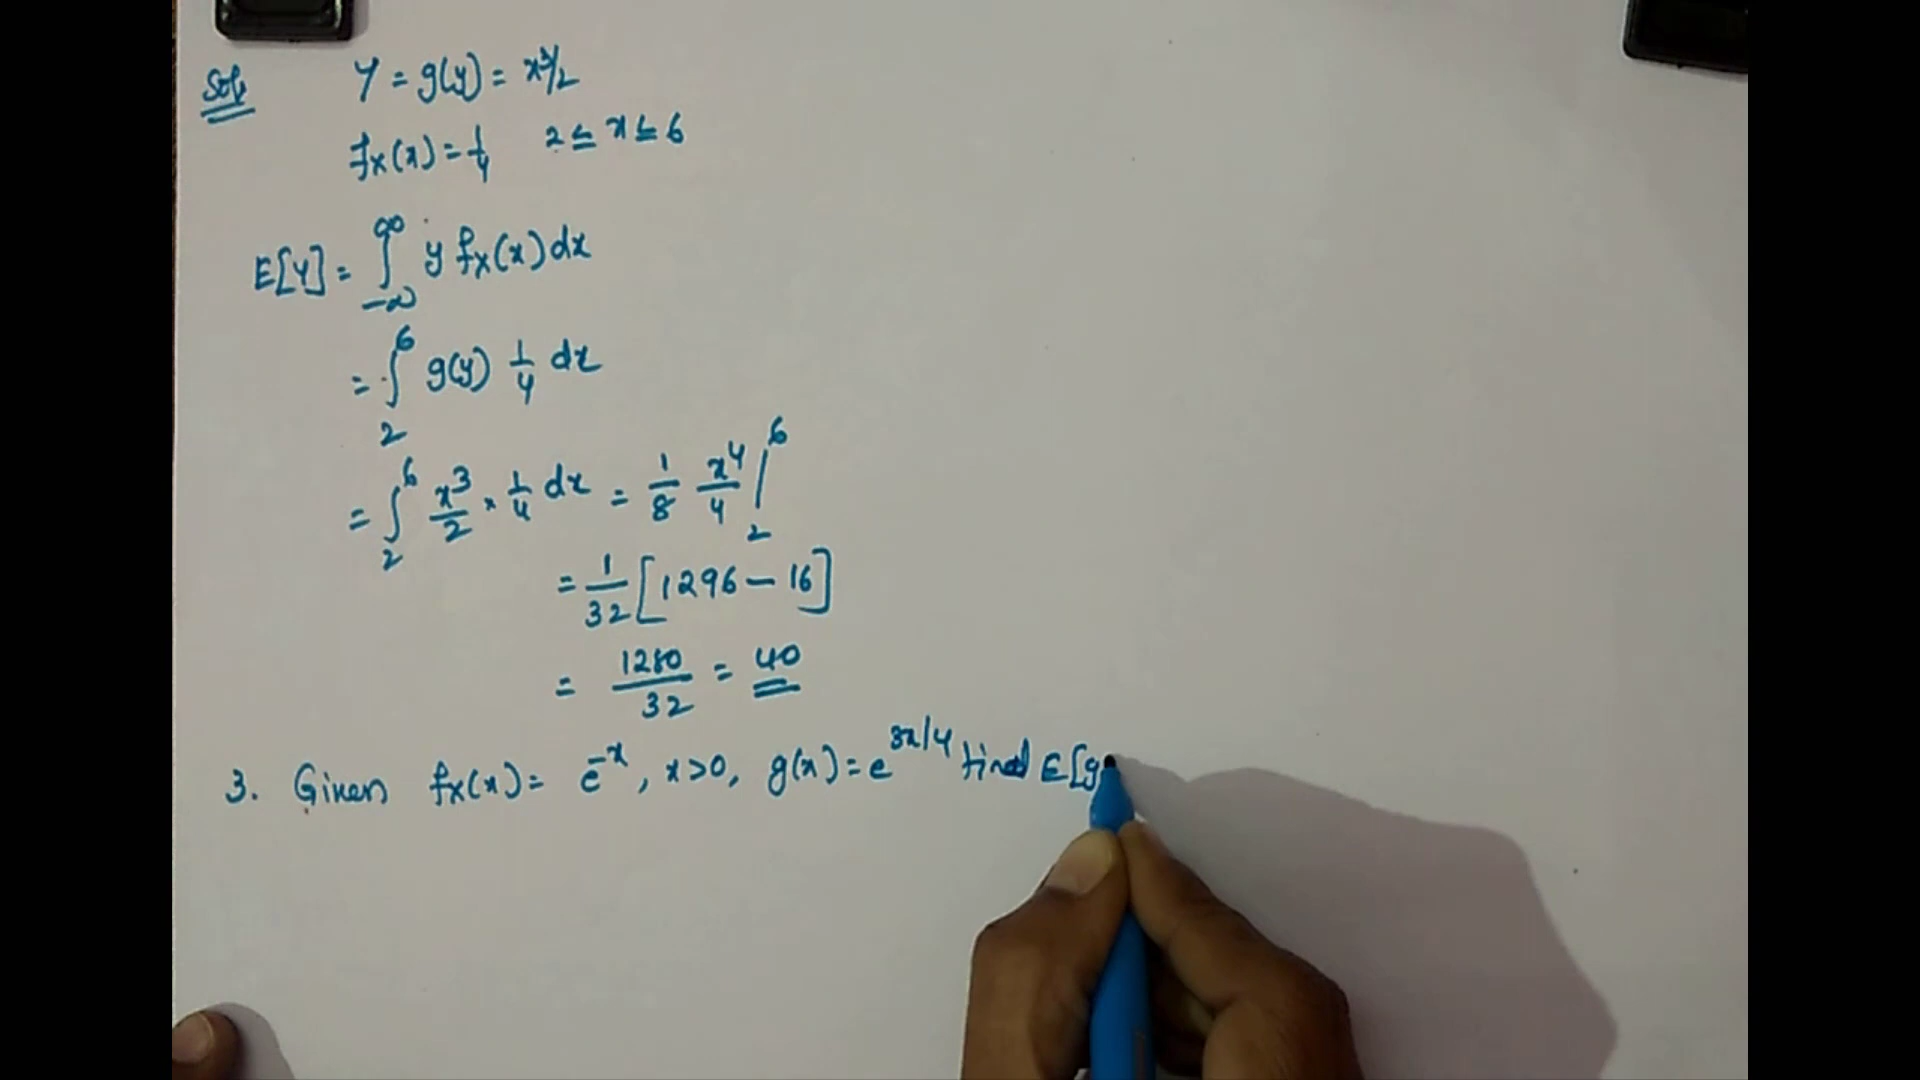 Soln Y = g(y) = x³/2
fx(x) = 1/4 2 ≤ x ≤ 6
E[Y] = ∫_{-∞}^{∞} y fx(x) dx
= ∫_2^6 g(y) 1/4 dx
= ∫_2^6 x³/2 × 1/4 dx = 1/8 x⁴/4 |_2^6
= 1/32 [1296 − 16]
= 1280/32 = 40
3. Given fx(x) = e^{-x}, x>0, g(x) = e^{3x/4} find E[g